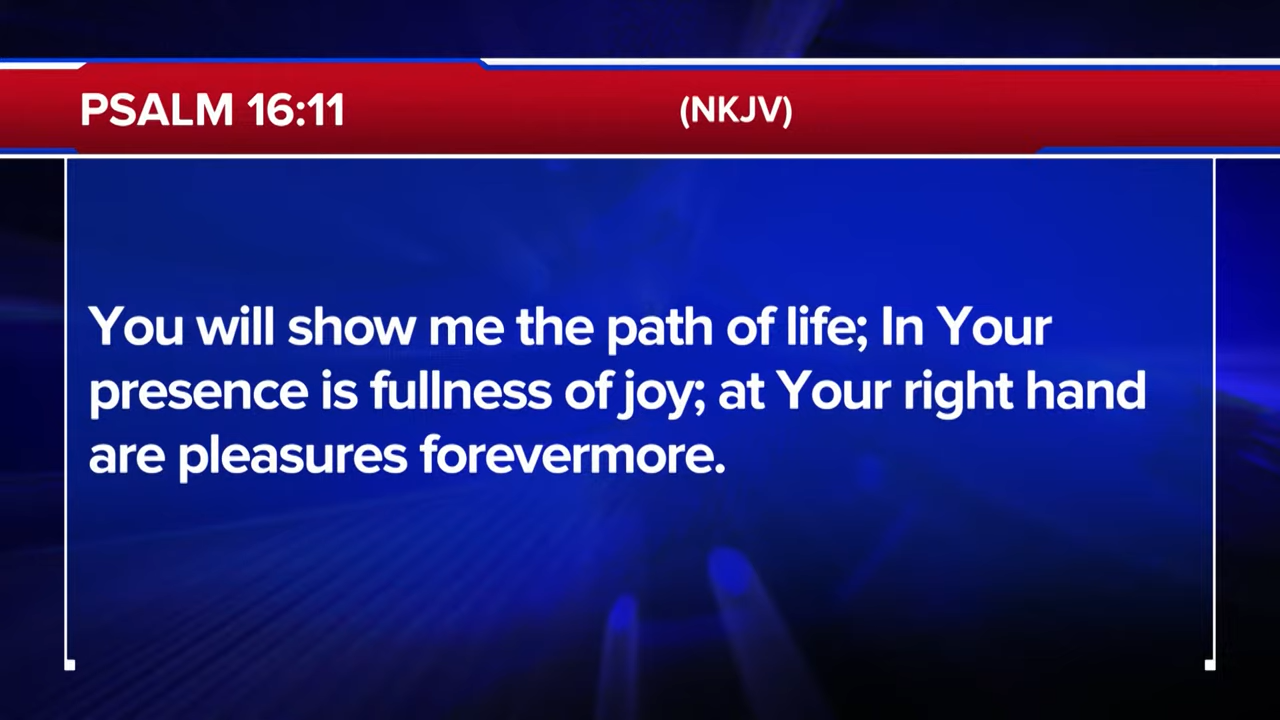 PSALM 16:11 (NKJV)
You will show me the path of life; In Your
presence is fullness of joy; at Your right hand
are pleasures forevermore.